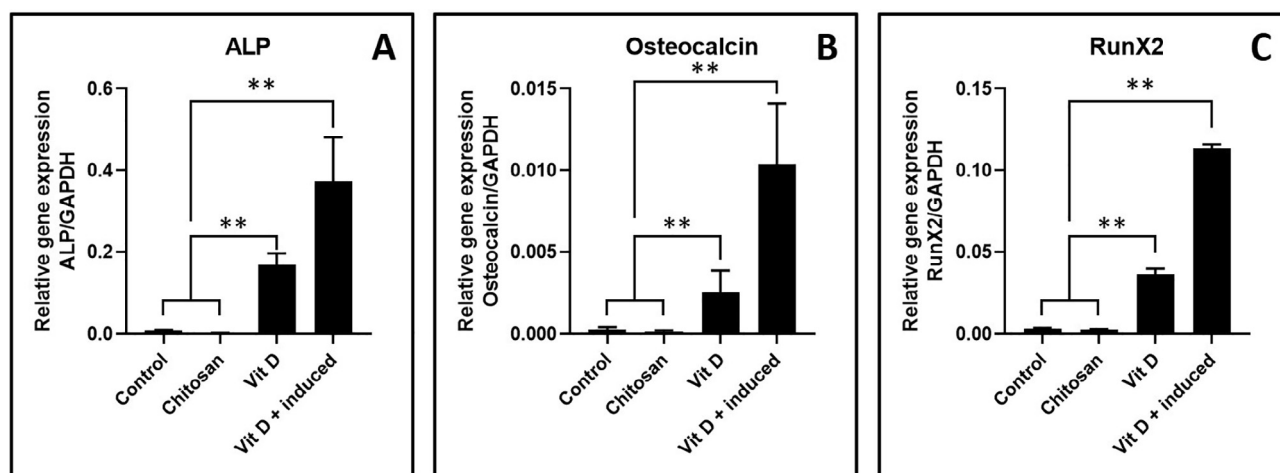 ALP
A
Relative gene expression
ALP/GAPDH
0.6
0.4
0.2
0.0
**
**
Control
Chitosan
Vit D
Vit D + induced
Osteocalcin
B
Relative gene expression
Osteocalcin/GAPDH
0.015
0.010
0.005
0.000
**
**
Control
Chitosan
Vit D
Vit D + induced
RunX2
C
Relative gene expression
RunX2/GAPDH
0.15
0.10
0.05
0.00
**
**
Control
Chitosan
Vit D
Vit D + induced